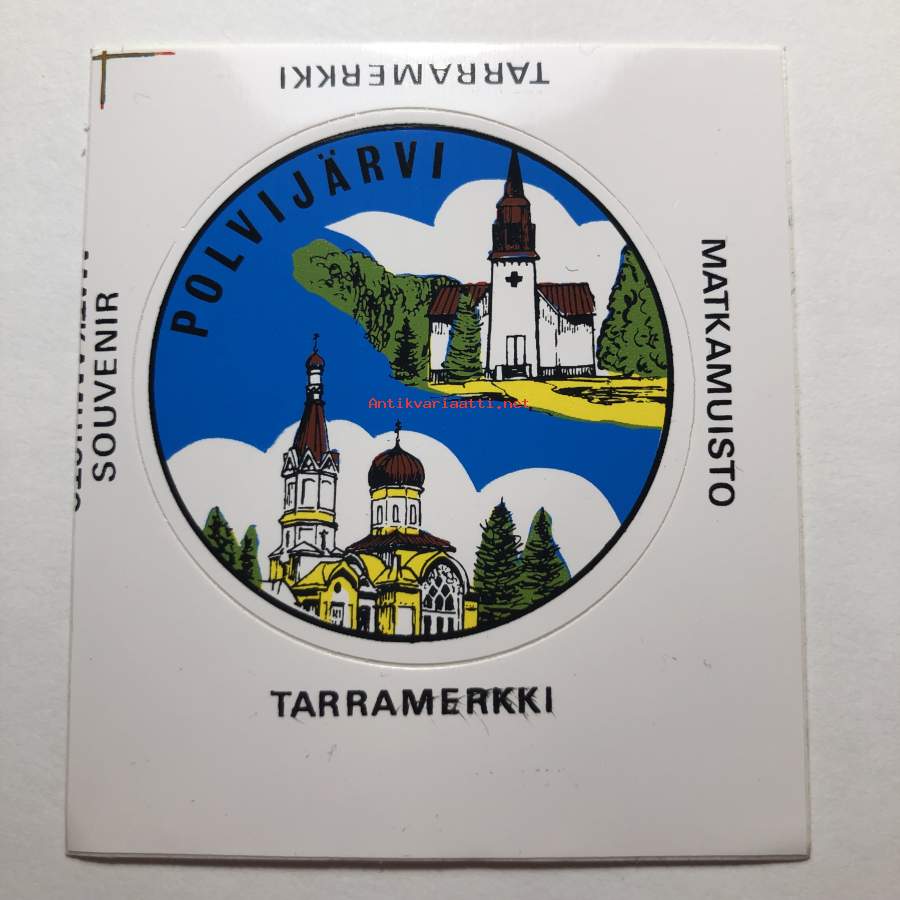 TARRAMERKKI
POLVIJÄRVI
SOUVENIR
MATKAMUISTO
Antikvariaatti.net
TARRAMERKKI